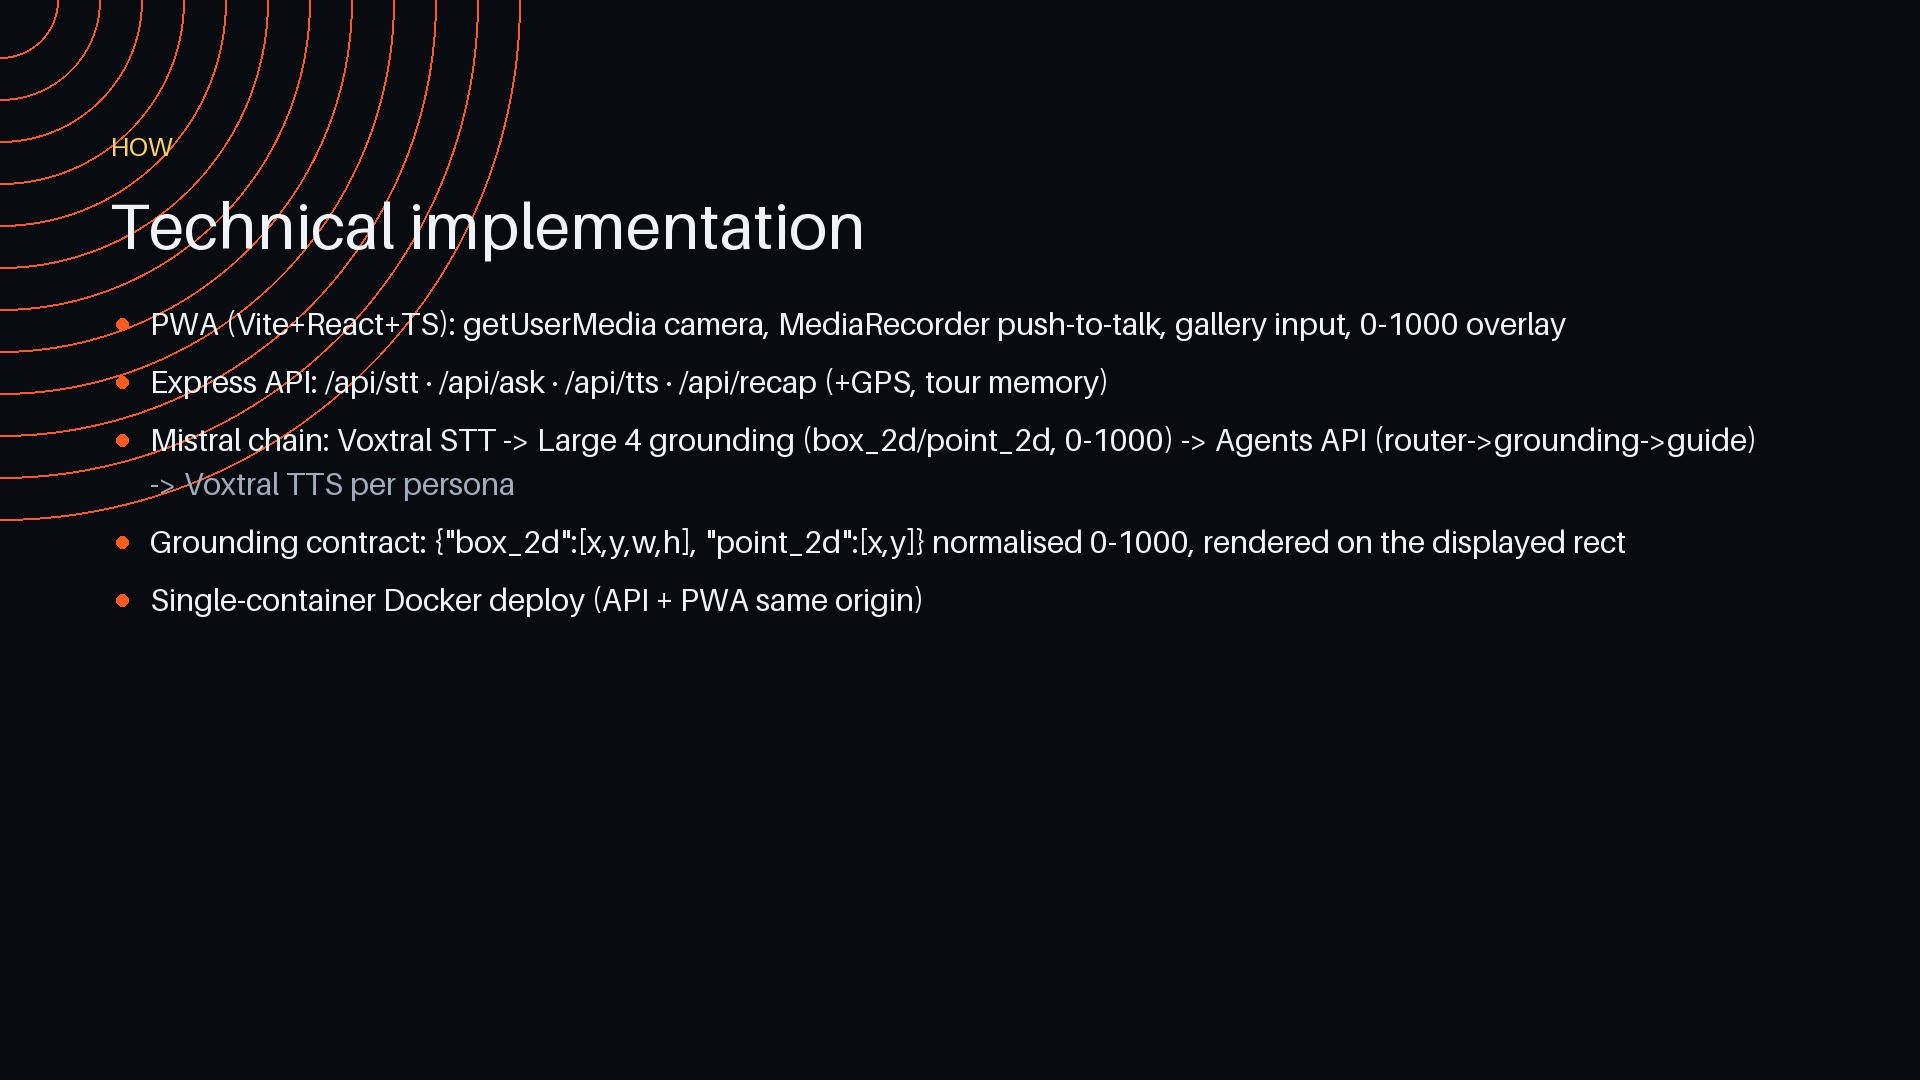 HOW
Technical implementation
PWA (Vite+React+TS): getUserMedia camera, MediaRecorder push-to-talk, gallery input, 0-1000 overlay
Express API: /api/stt · /api/ask · /api/tts · /api/recap (+GPS, tour memory)
Mistral chain: Voxtral STT -> Large 4 grounding (box_2d/point_2d, 0-1000) -> Agents API (router->grounding->guide)
-> Voxtral TTS per persona
Grounding contract: {"box_2d":[x,y,w,h], "point_2d":[x,y]} normalised 0-1000, rendered on the displayed rect
Single-container Docker deploy (API + PWA same origin)